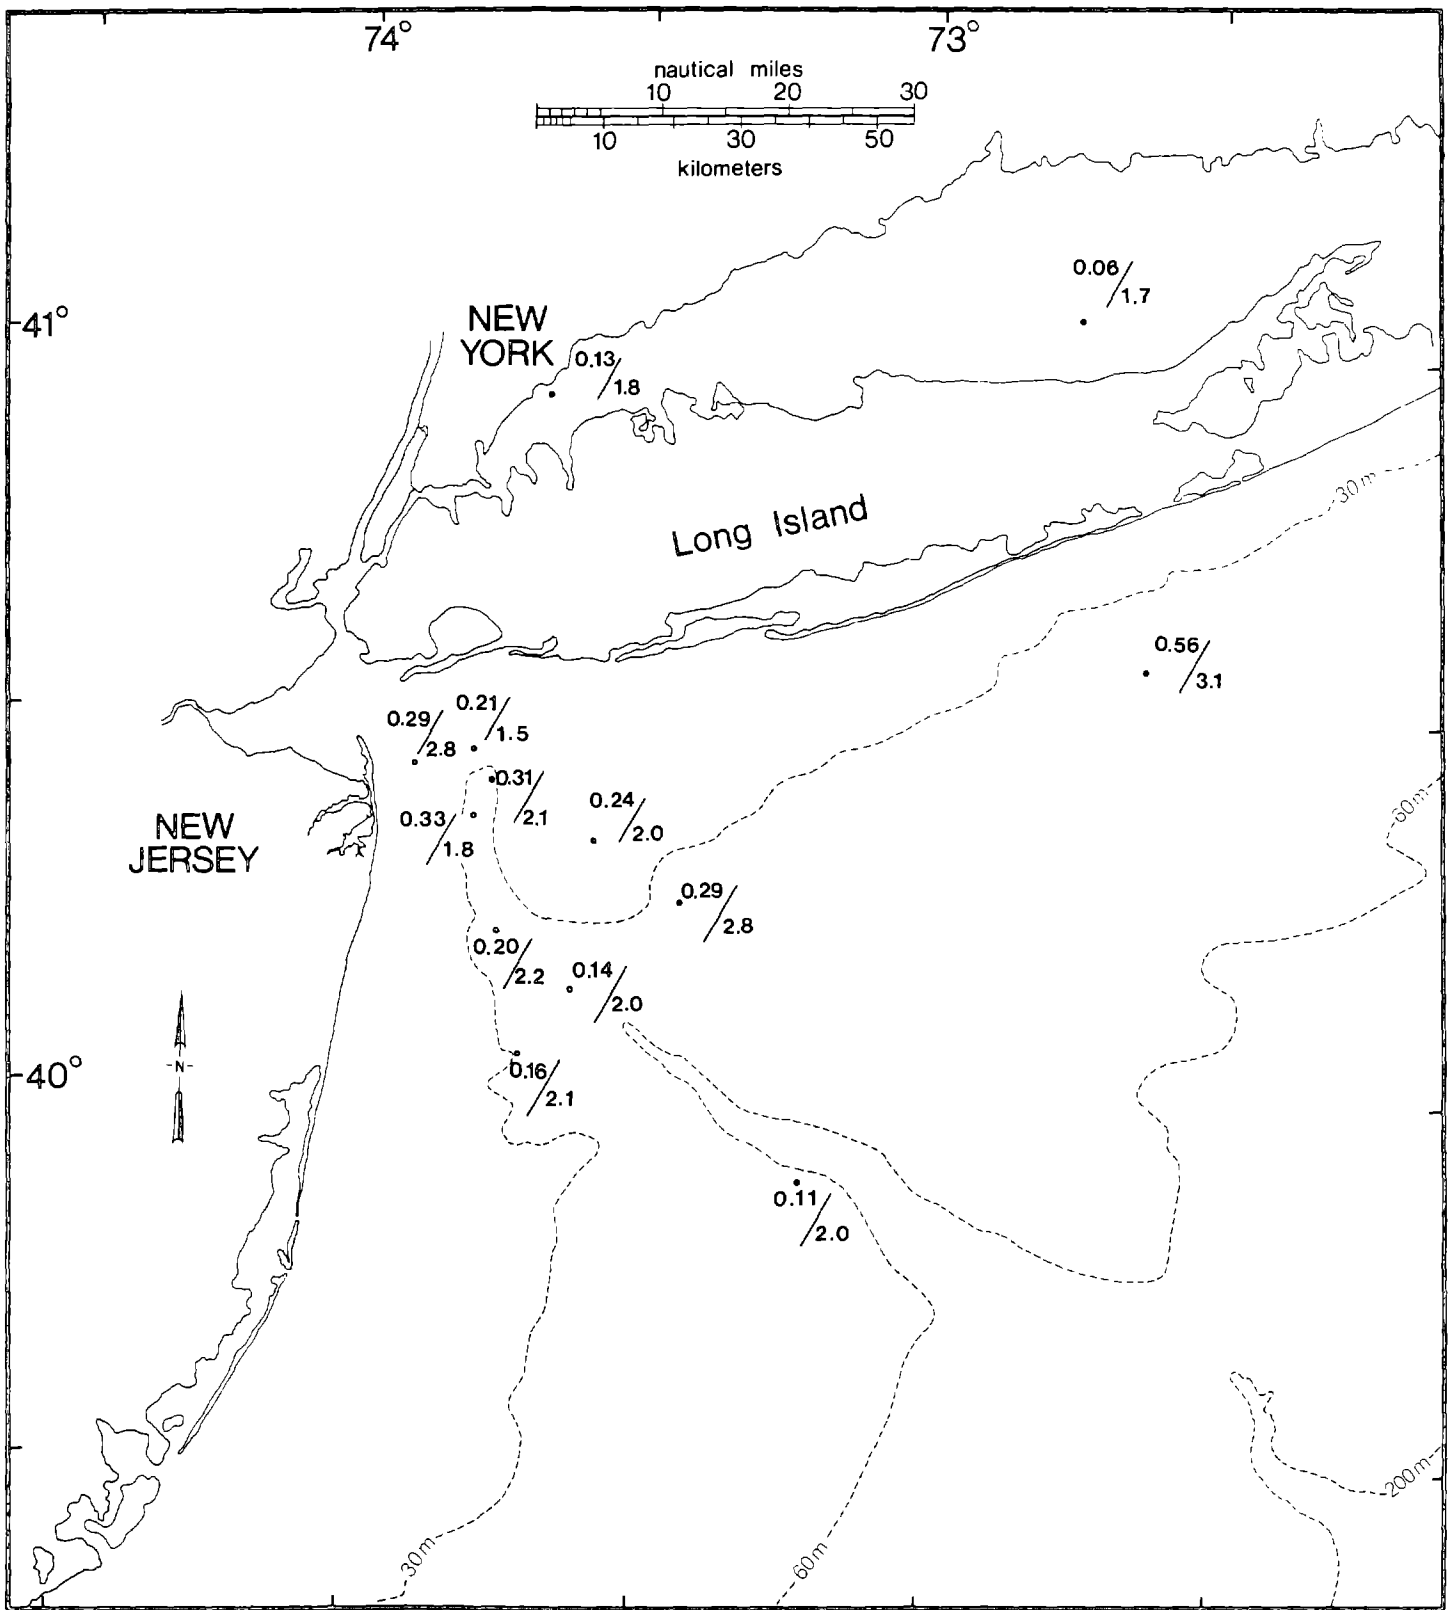 74°
73°
nautical miles
10 20 30
10 30 50
kilometers
41°
NEW
YORK
0.06/1.7
0.13/1.8
Long Island
30m
0.56/3.1
0.29/2.8
0.21/1.5
0.31/2.1
0.33/1.8
0.24/2.0
60m
NEW
JERSEY
0.29/2.8
0.20/2.2
0.14/2.0
N
40°
0.16/2.1
0.11/2.0
200m
30m
60m